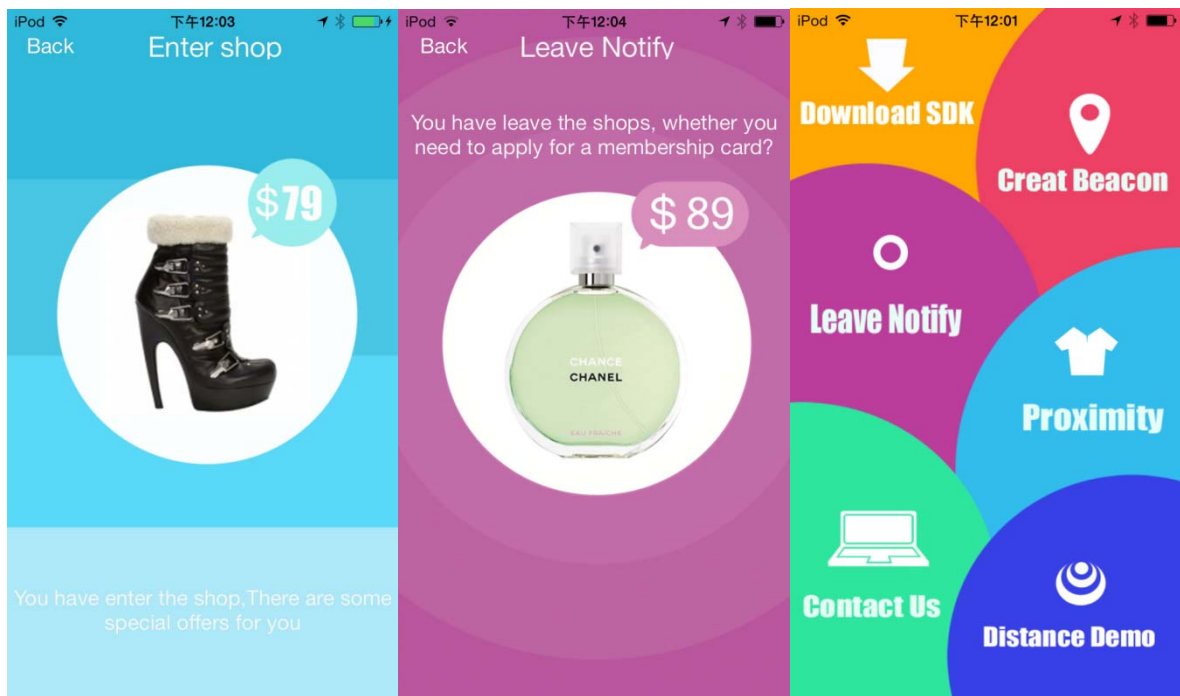 iPod 下午12:03
Back Enter shop
$79
You have enter the shop,There are some
special offers for you
iPod 下午12:04
Back Leave Notify
You have leave the shops, whether you
need to apply for a membership card?
$ 89
CHANCE
CHANEL
EAU FRAÎCHE
iPod 下午12:01
Download SDK
Creat Beacon
Leave Notify
Proximity
Contact Us
Distance Demo